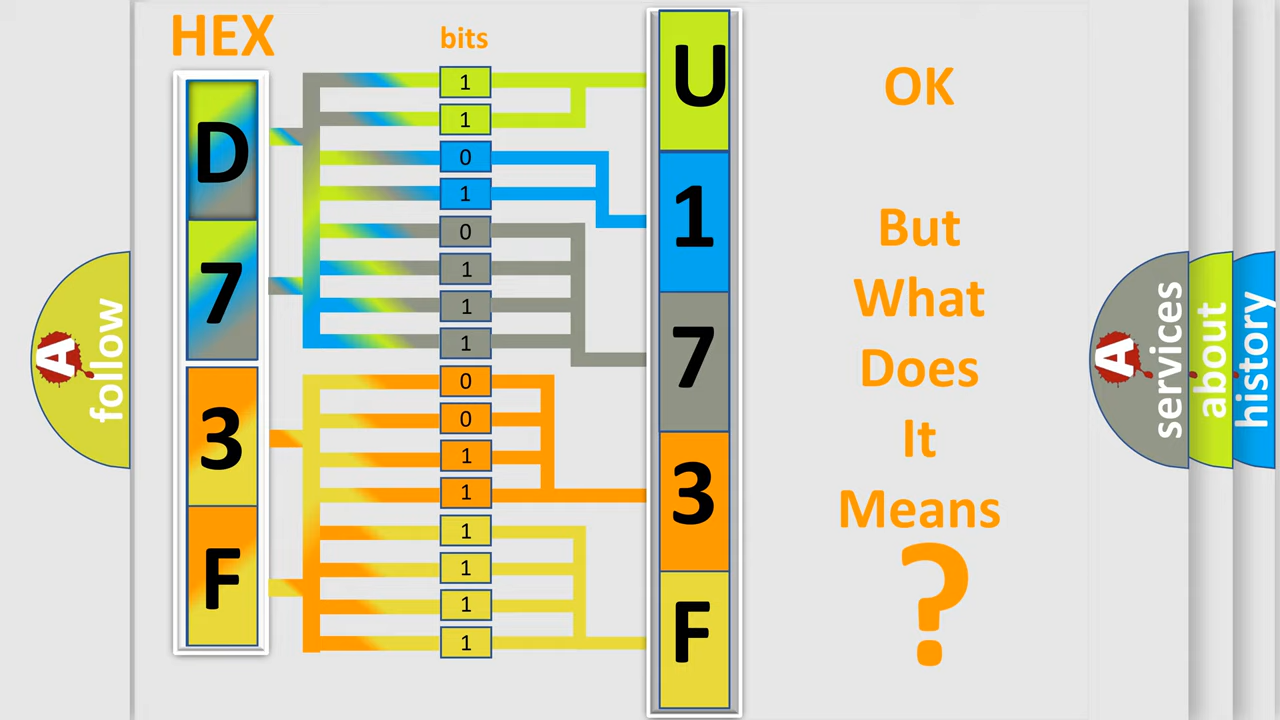 HEX
bits
D
7
3
F
1
1
0
1
0
1
1
1
0
0
1
1
1
1
1
1
U
1
7
3
F
OK
But
What
Does
It
Means
?
A
follow
A
services
about
history